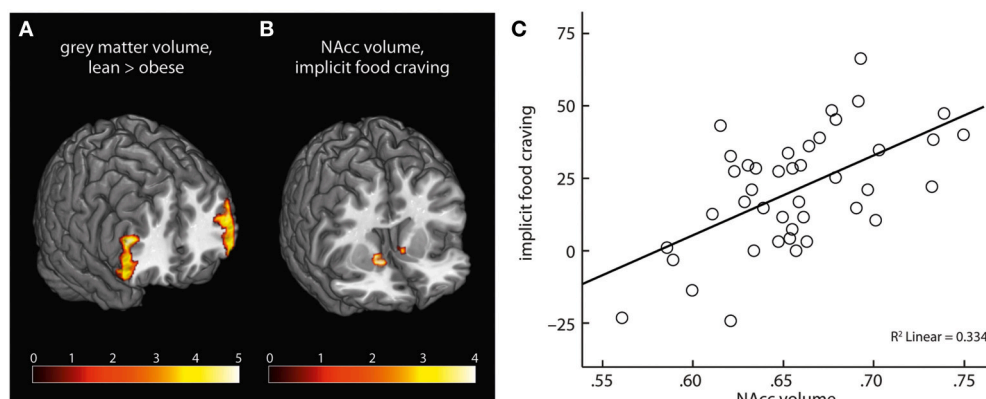 A
grey matter volume,
lean > obese
0 1 2 3 4 5
B
NAcc volume,
implicit food craving
0 1 2 3 4
C
implicit food craving
75
50
25
0
−25
R² Linear = 0.334
.55 .60 .65 .70 .75
NAcc volume